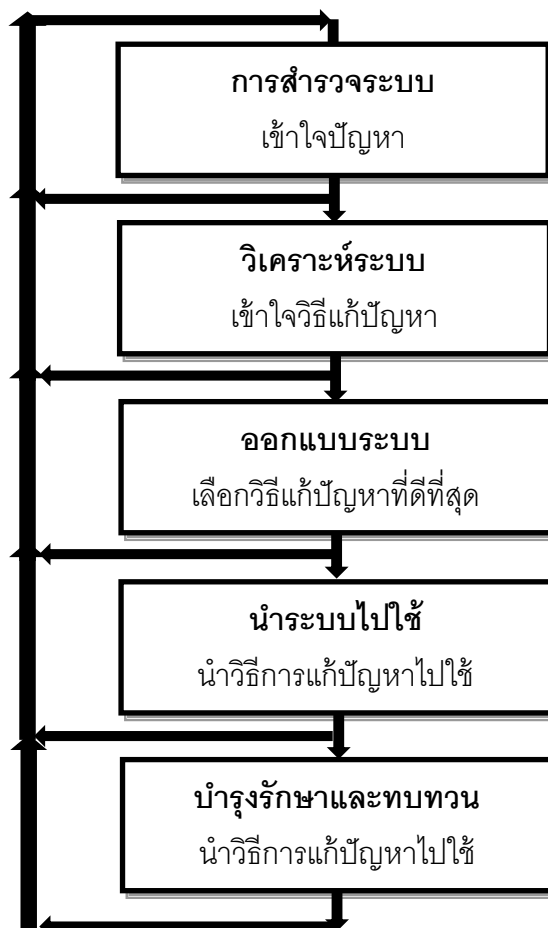 การสำรวจระบบ
เข้าใจปัญหา
วิเคราะห์ระบบ
เข้าใจวิธีแก้ปัญหา
ออกแบบระบบ
เลือกวิธีแก้ปัญหาที่ดีที่สุด
นำระบบไปใช้
นำวิธีการแก้ปัญหาไปใช้
บำรุงรักษาและทบทวน
นำวิธีการแก้ปัญหาไปใช้